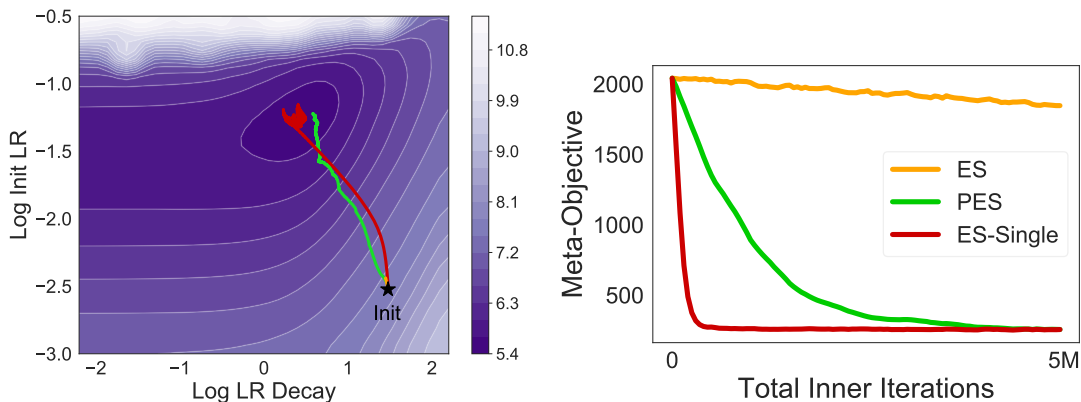 −0.5
−1.0
−1.5
−2.0
−2.5
−3.0
Log Init LR
−2
−1
0
1
2
Log LR Decay
Init
10.8
9.9
9.0
8.1
7.2
6.3
5.4
2000
1500
1000
500
Meta-Objective
0
5M
Total Inner Iterations
ES
PES
ES-Single